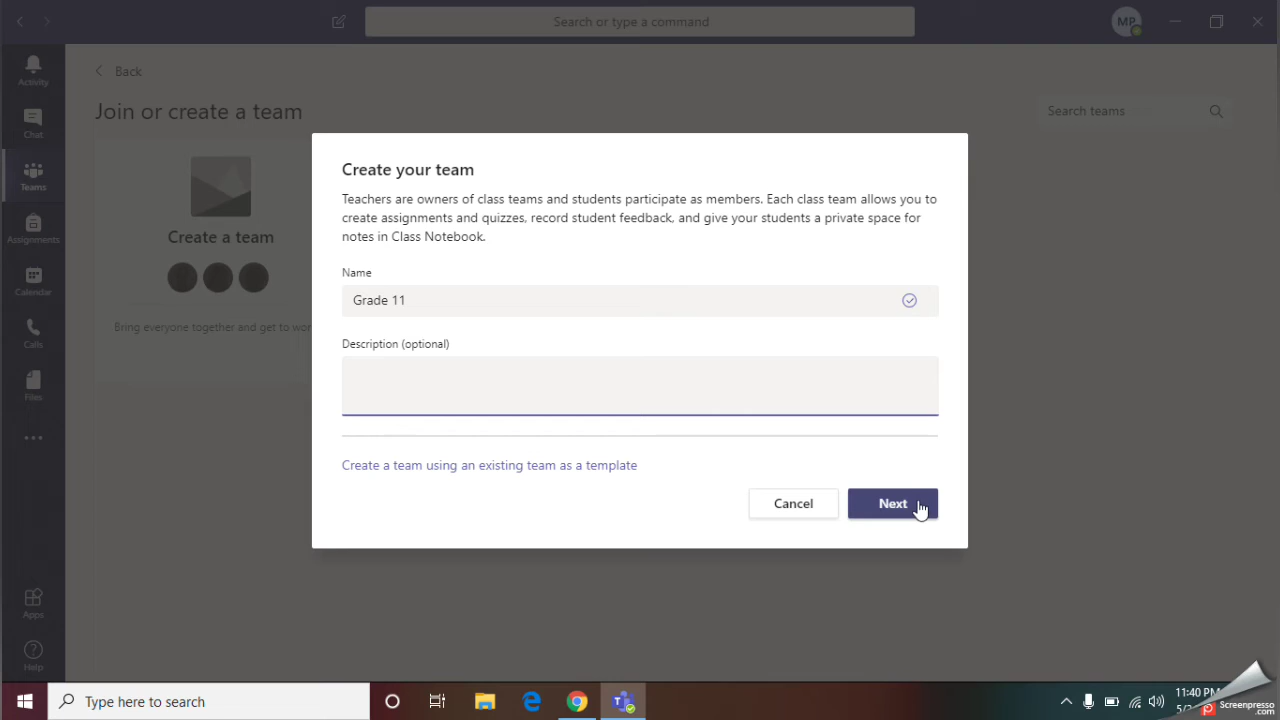 Search or type a command
MP
Activity
Back
Chat
Join or create a team
Search teams
Teams
Create your team
Teachers are owners of class teams and students participate as members. Each class team allows you to
create assignments and quizzes, record student feedback, and give your students a private space for
notes in Class Notebook.
Assignments
Create a team
Name
Calendar
Grade 11
Bring everyone together and get to wor
Calls
Description (optional)
Files
Create a team using an existing team as a template
Cancel
Next
Apps
Help
Type here to search
11:40 PM
Screenpresso
.com